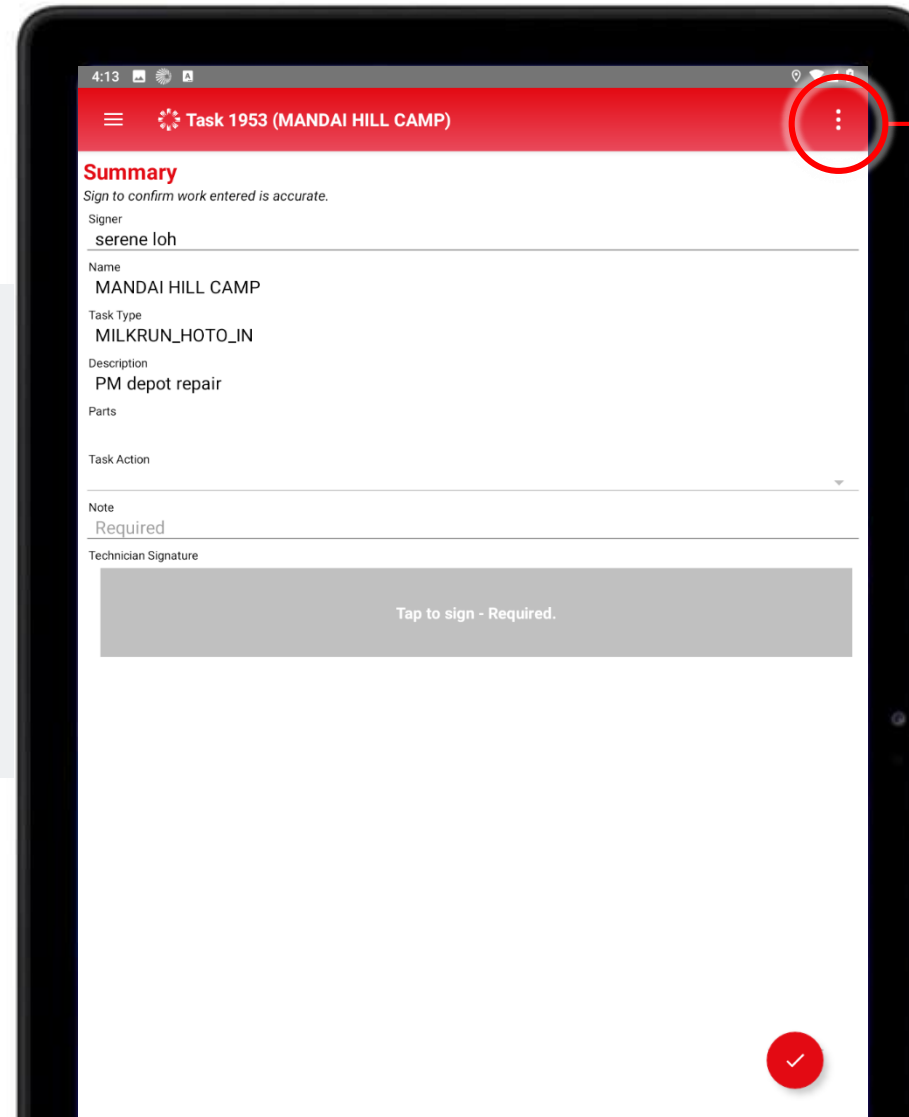 4:13
Task 1953 (MANDAI HILL CAMP)
Summary
Sign to confirm work entered is accurate.
Signer
serene loh
Name
MANDAI HILL CAMP
Task Type
MILKRUN_HOTO_IN
Description
PM depot repair
Parts
Task Action
Note
Required
Technician Signature
Tap to sign - Required.